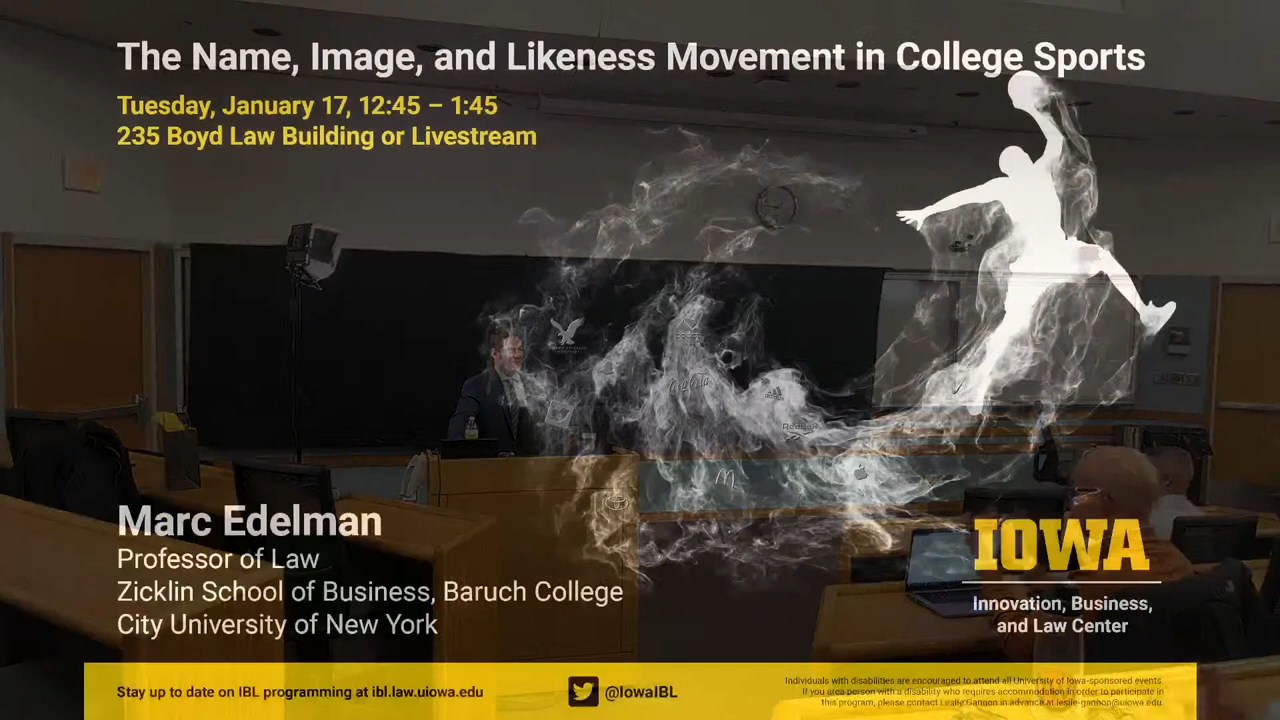 The Name, Image, and Likeness Movement in College Sports
Tuesday, January 17, 12:45 – 1:45
235 Boyd Law Building or Livestream
Coca-Cola
RedBull
Marc Edelman
Professor of Law
Zicklin School of Business, Baruch College
City University of New York
IOWA
Innovation, Business,
and Law Center
Stay up to date on IBL programming at ibl.law.uiowa.edu
@IowaIBL
Individuals with disabilities are encouraged to attend all University of Iowa-sponsored events.
If you area person with a disability who requires accommodation in order to participate in
this program, please contact Leslie Gannon in advance at leslie-gannon@uiowa.edu.